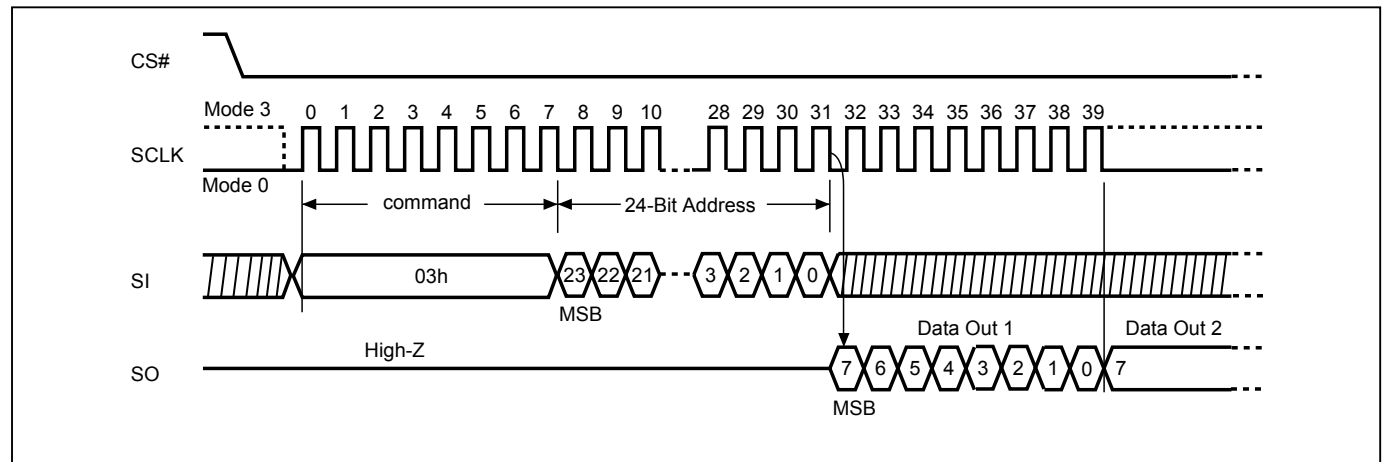 CS#
Mode 3
0 1 2 3 4 5 6 7 8 9 10 28 29 30 31 32 33 34 35 36 37 38 39
SCLK
Mode 0
command
24-Bit Address
SI
03h
23 22 21 3 2 1 0
MSB
Data Out 1
Data Out 2
High-Z
SO
7 6 5 4 3 2 1 0 7
MSB